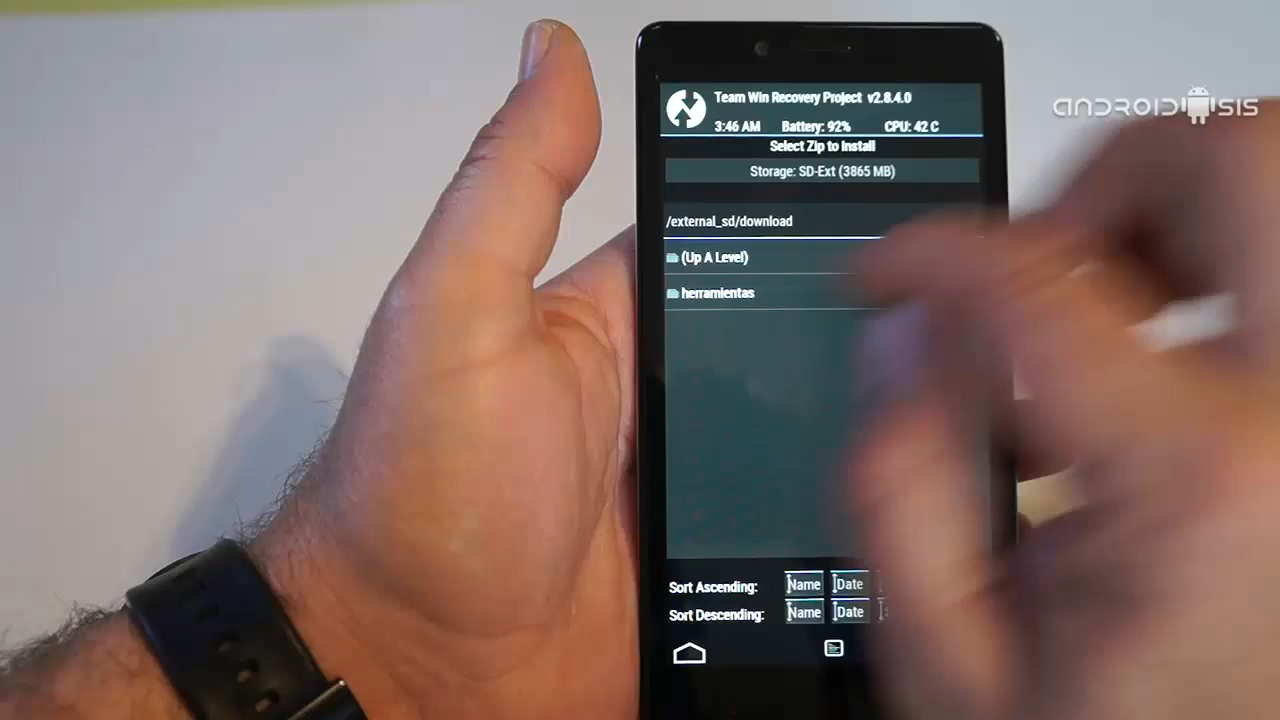 Team Win Recovery Project v2.8.4.0
3:46 AM Battery: 92% CPU: 42 C
Select Zip to Install
Storage: SD-Ext (3865 MB)
/external_sd/download
(Up A Level)
herramientas
Sort Ascending: Name Date
Sort Descending: Name Date
ANDROIDSIS